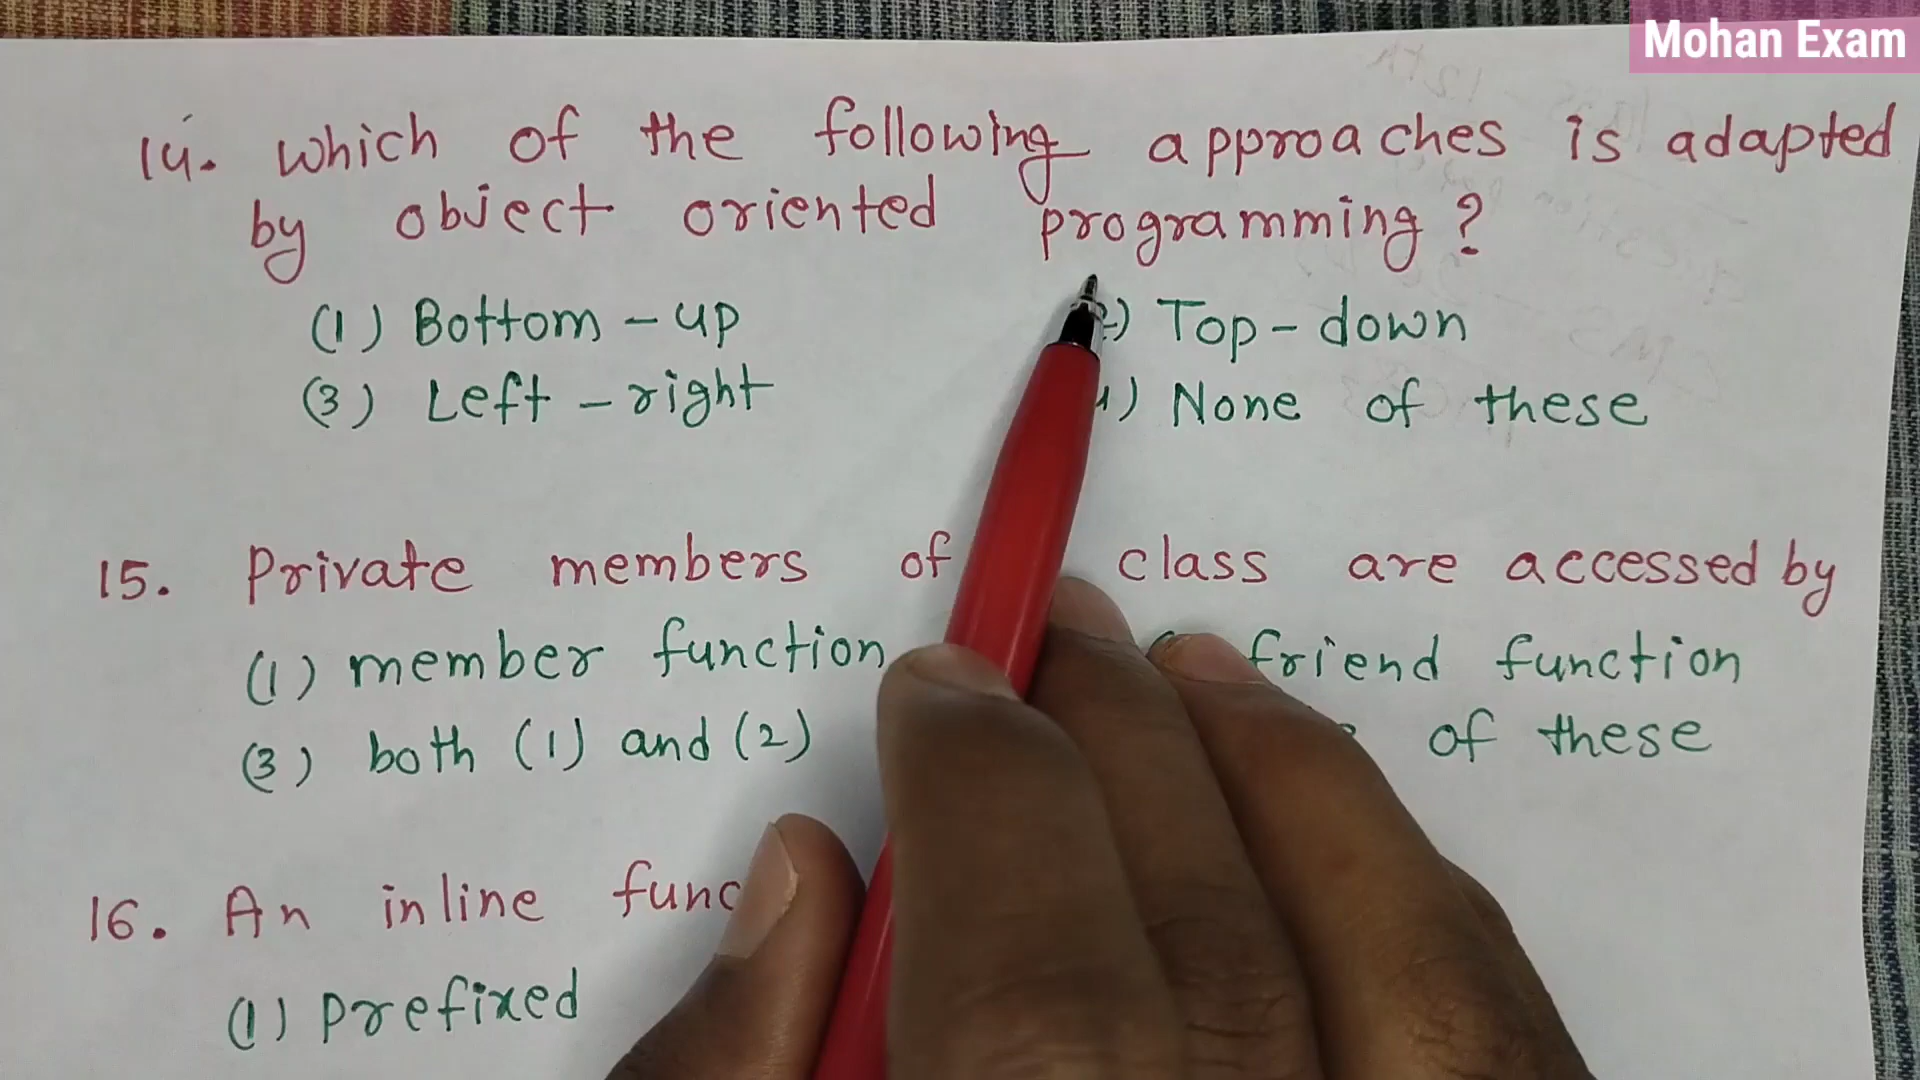 Mohan Exam
14. Which of the following approaches is adapted
by object oriented programming?
(1) Bottom-up (2) Top-down
(3) Left-right (4) None of these
15. Private members of class are accessed by
(1) member function friend function
(3) both (1) and (2) of these
16. An inline
(1) prefixed